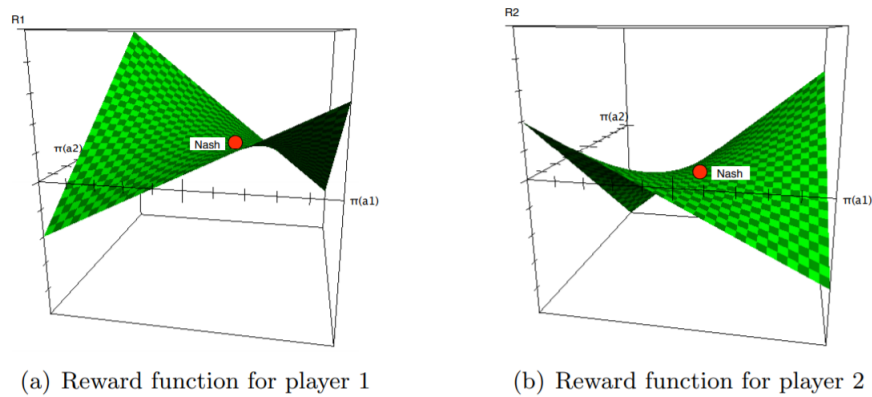 R1
π(a2)
Nash
π(a1)
(a) Reward function for player 1
R2
π(a2)
Nash
π(a1)
(b) Reward function for player 2